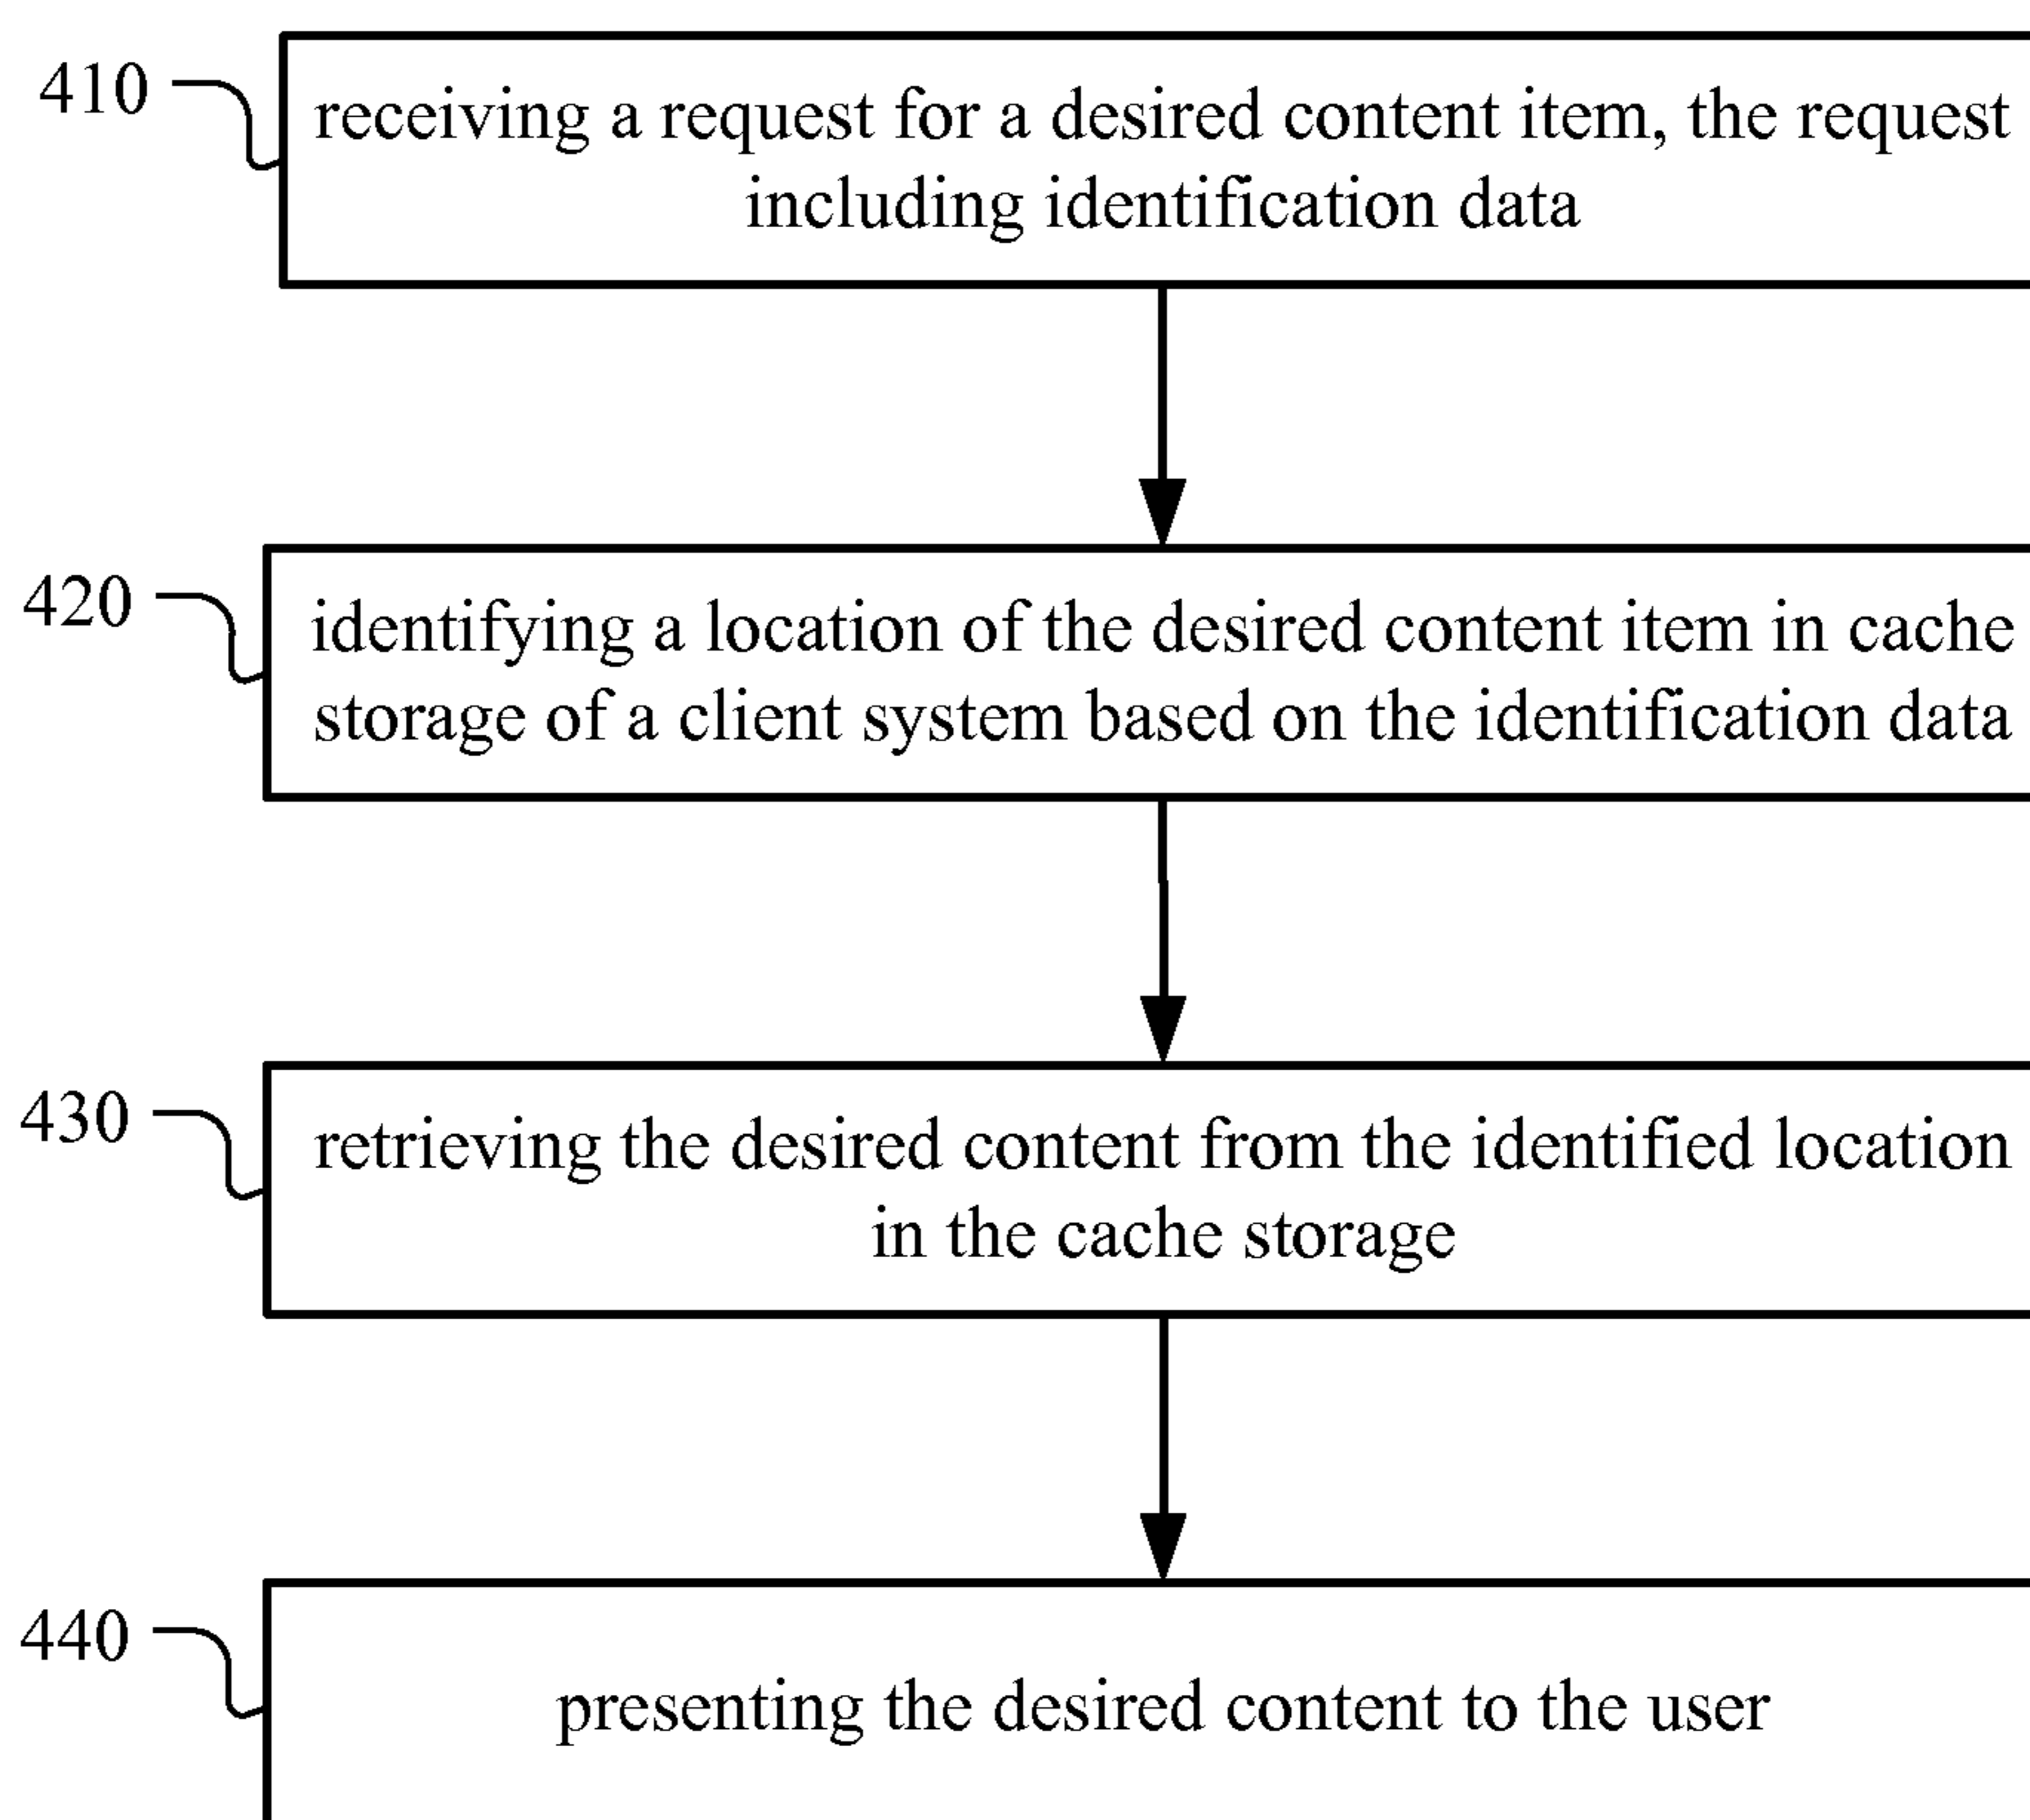 410
receiving a request for a desired content item, the request
including identification data
420
identifying a location of the desired content item in cache
storage of a client system based on the identification data
430
retrieving the desired content from the identified location
in the cache storage
440
presenting the desired content to the user